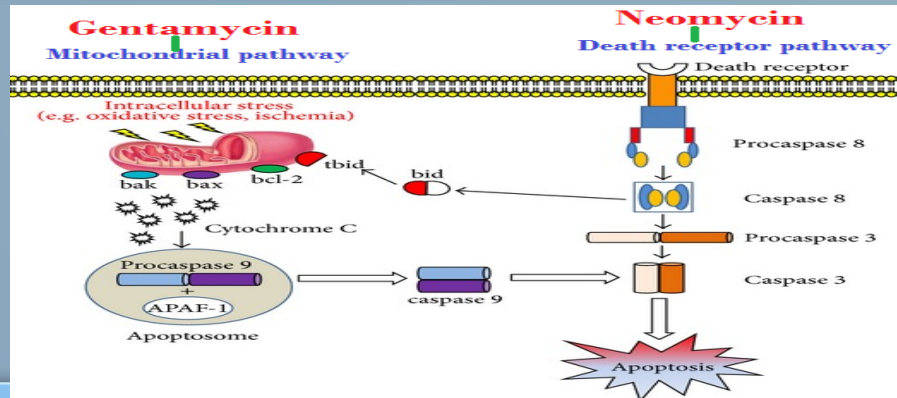 Gentamycin
Mitochondrial pathway
Neomycin
Death receptor pathway
Death receptor
Intracellular stress
(e.g. oxidative stress, ischemia)
bak
bax
bcl-2
tbid
bid
Procaspase 8
Caspase 8
Cytochrome C
Procaspase 3
Procaspase 9
+
APAF-1
Apoptosome
caspase 9
Caspase 3
Apoptosis